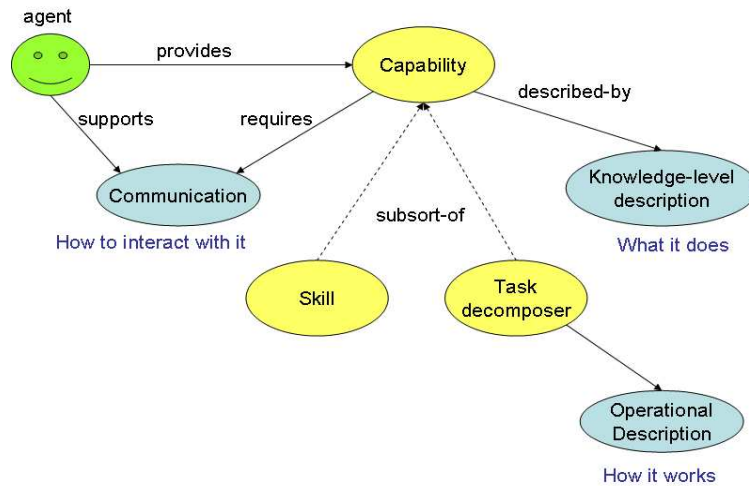 agent
provides
Capability
described-by
supports
requires
Communication
Knowledge-level
description
How to interact with it
subsort-of
What it does
Skill
Task
decomposer
Operational
Description
How it works